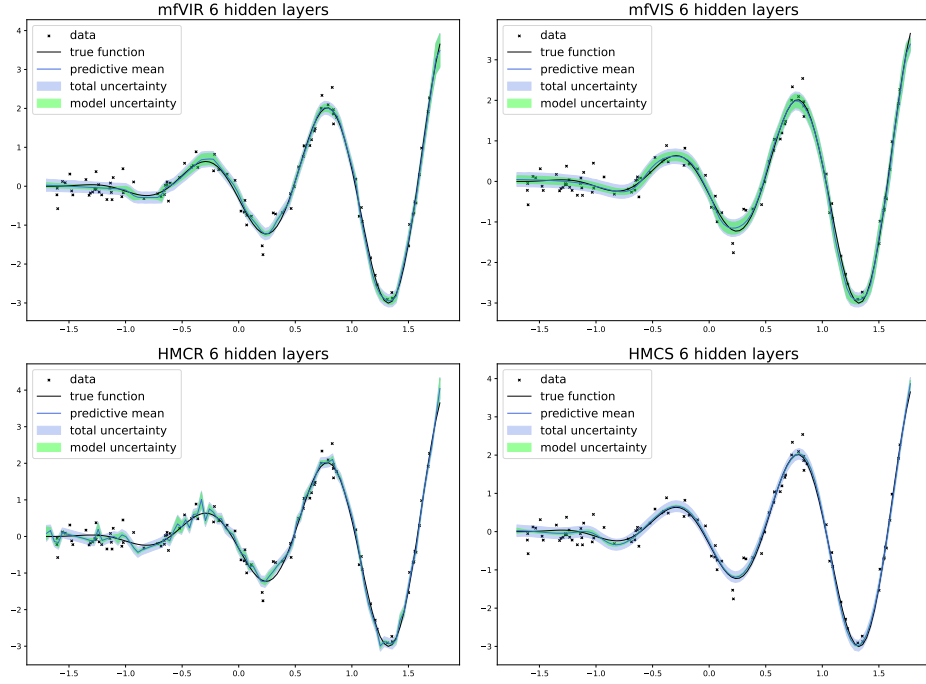 mfVIR 6 hidden layers
data
true function
predictive mean
total uncertainty
model uncertainty
4
3
2
1
0
−1
−2
−3
−1.5 −1.0 −0.5 0.0 0.5 1.0 1.5
mfVIS 6 hidden layers
data
true function
predictive mean
total uncertainty
model uncertainty
3
2
1
0
−1
−2
−3
−1.5 −1.0 −0.5 0.0 0.5 1.0 1.5
HMCR 6 hidden layers
data
true function
predictive mean
total uncertainty
model uncertainty
4
3
2
1
0
−1
−2
−3
−1.5 −1.0 −0.5 0.0 0.5 1.0 1.5
HMCS 6 hidden layers
data
true function
predictive mean
total uncertainty
model uncertainty
4
3
2
1
0
−1
−2
−3
−1.5 −1.0 −0.5 0.0 0.5 1.0 1.5